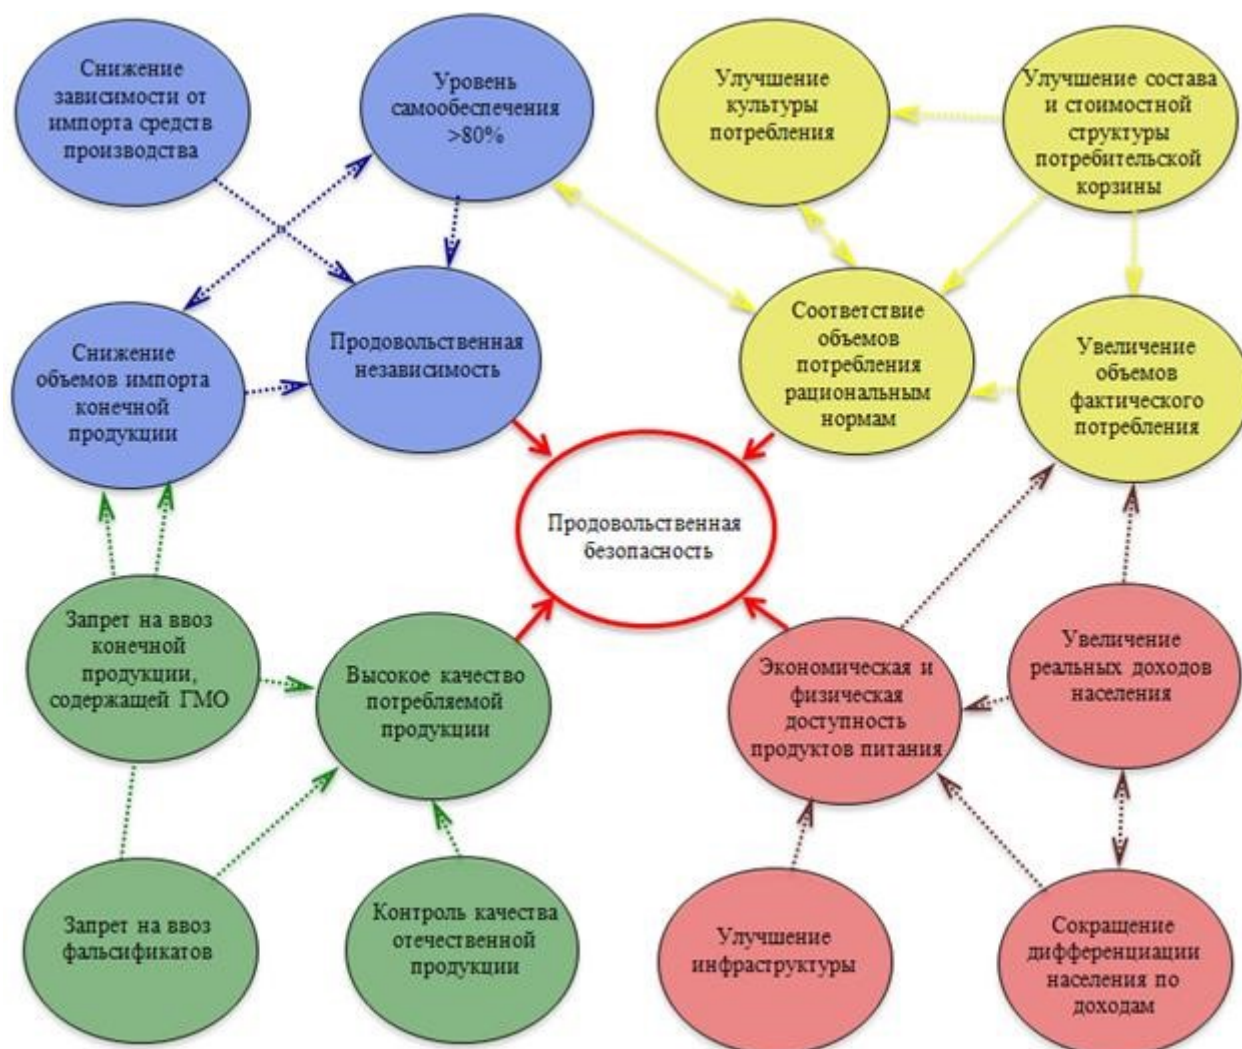 Снижение
зависимости от
импорта средств
производства
Уровень
самообеспечения
>80%
Улучшение
культуры
потребления
Улучшение состава
и стоимостной
структуры
потребительской
корзины
Снижение
объемов импорта
конечной
продукции
Продовольственная
независимость
Соответствие
объемов
потребления
рациональным
нормам
Увеличение
объемов
фактического
потребления
Продовольственная
безопасность
Запрет на ввоз
конечной
продукции,
содержащей ГМО
Высокое качество
потребляемой
продукции
Экономическая и
физическая
доступность
продуктов питания
Увеличение
реальных доходов
населения
Запрет на ввоз
фальсификатов
Контроль качества
отечественной
продукции
Улучшение
инфраструктуры
Сокращение
дифференциации
населения по
доходам